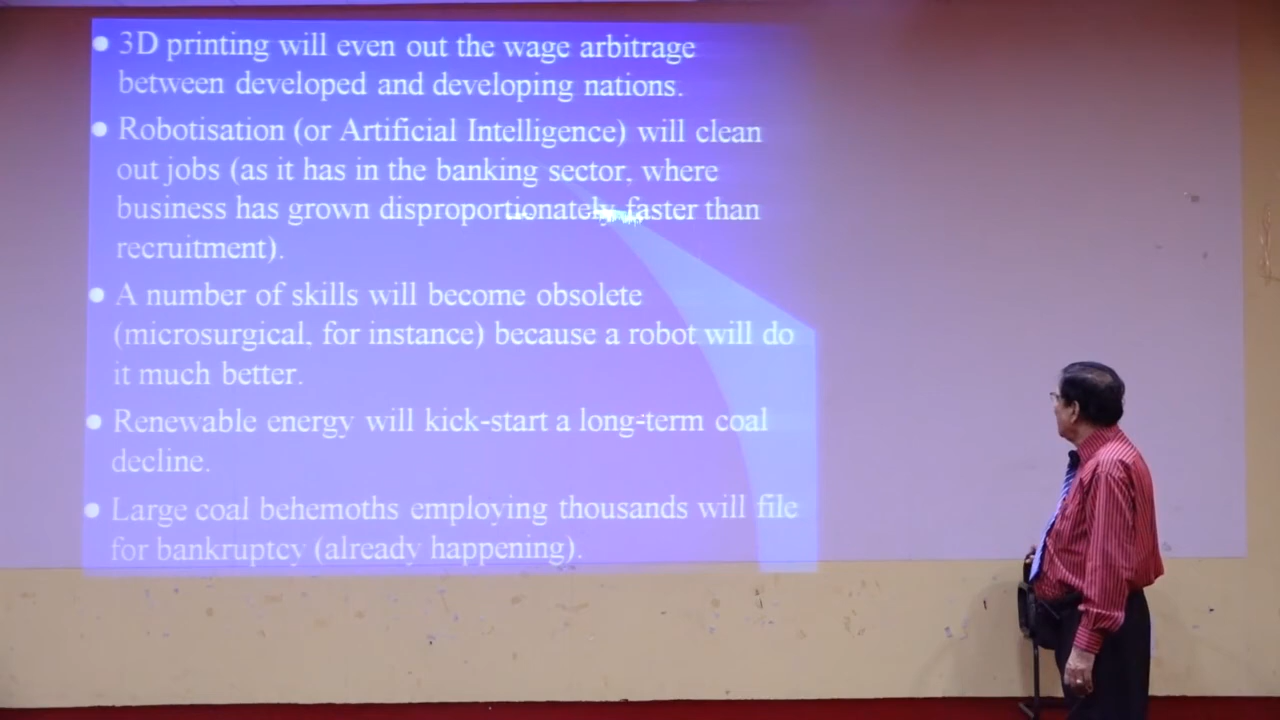 3D printing will even out the wage arbitrage
between developed and developing nations.
Robotisation (or Artificial Intelligence) will clean
out jobs (as it has in the banking sector, where
business has grown disproportionately faster than
recruitment).
A number of skills will become obsolete
(microsurgical, for instance) because a robot will do
it much better.
Renewable energy will kick-start a long-term coal
decline.
Large coal behemoths employing thousands will file
for bankruptcy (already happening).